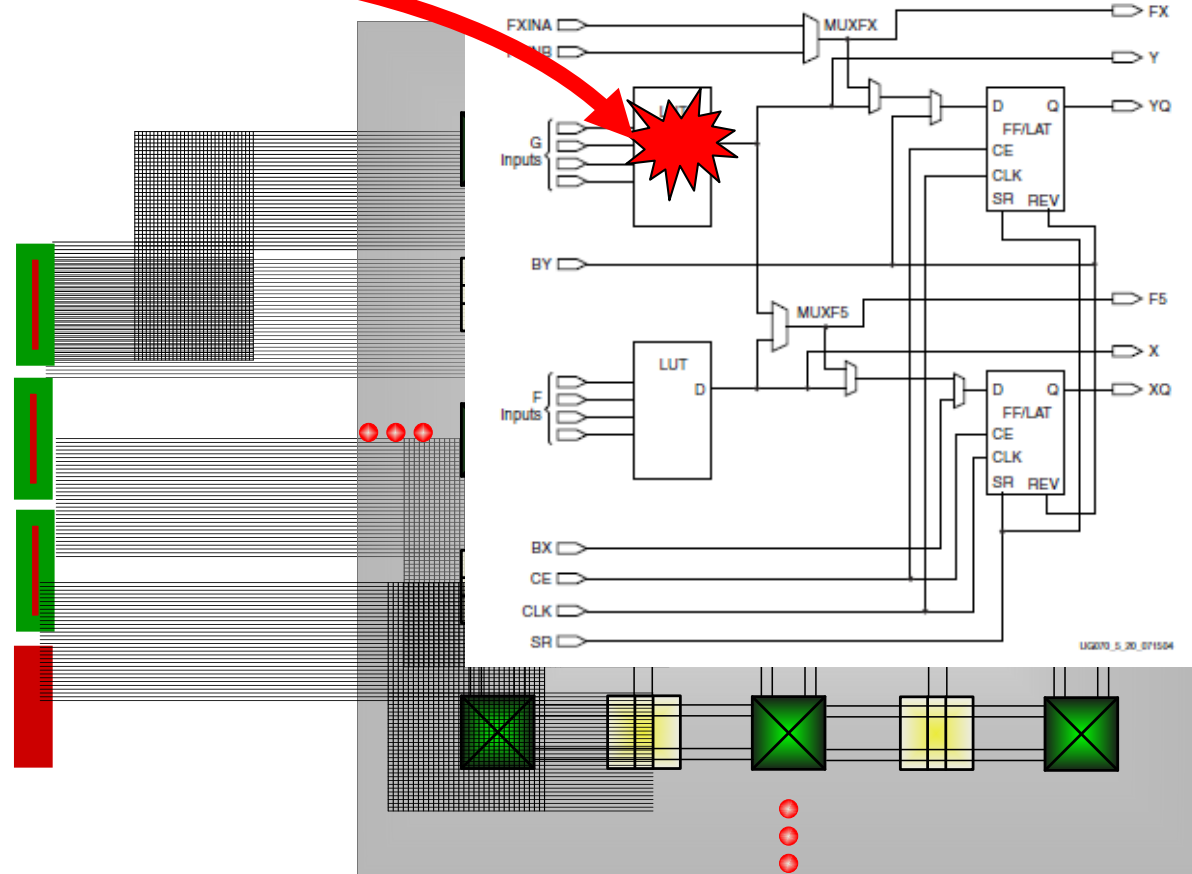 FXINA
MUXFX
FX
Y
G
Inputs
D
Q
YQ
FF/LAT
CE
CLK
SR
REV
BY
MUXF5
F5
LUT
D
X
F
Inputs
D
Q
XQ
FF/LAT
CE
CLK
SR
REV
BX
CE
CLK
SR
UG070_5_20_071504